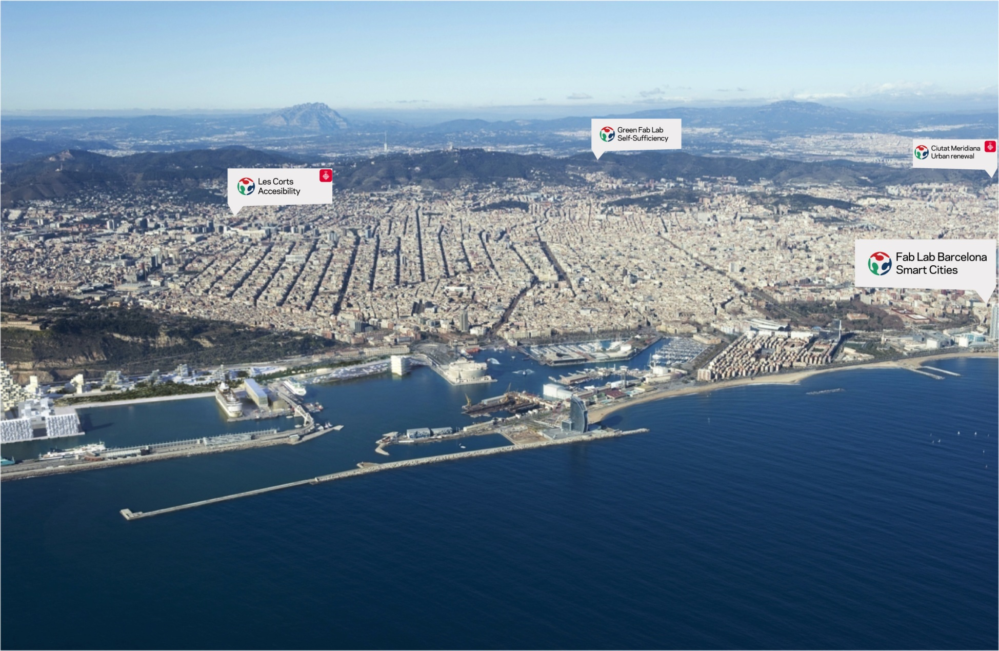 Green Fab Lab
Self-Sufficiency
Ciutat Meridiana
Urban renewal
Les Corts
Accesibility
Fab Lab Barcelona
Smart Cities